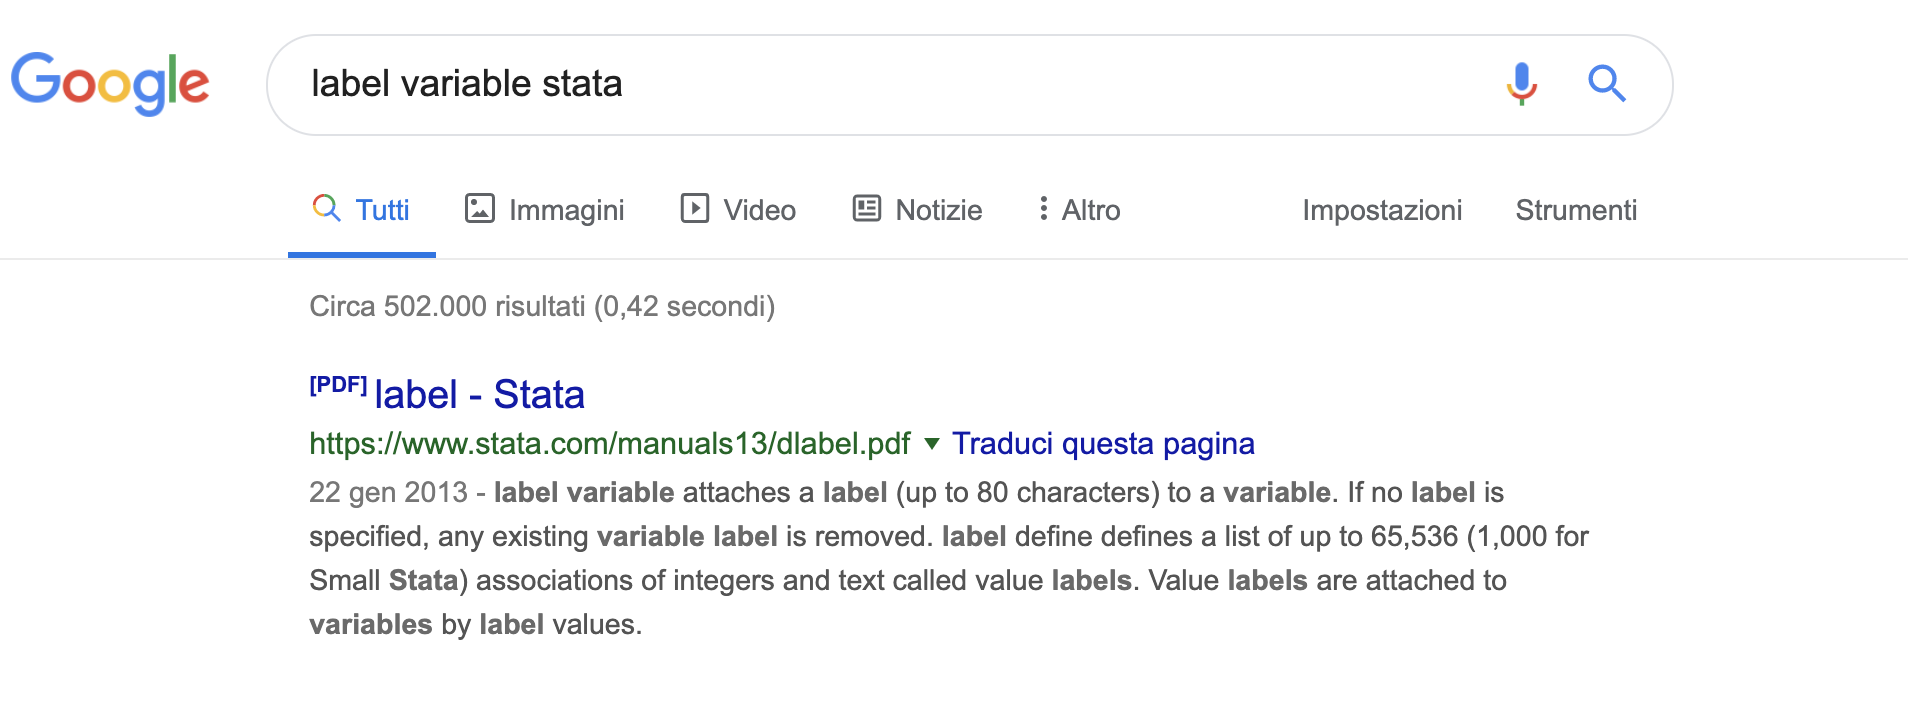 Google
label variable stata
Tutti Immagini Video Notizie Altro Impostazioni Strumenti
Circa 502.000 risultati (0,42 secondi)
[PDF] label - Stata
https://www.stata.com/manuals13/dlabel.pdf ▼ Traduci questa pagina
22 gen 2013 - label variable attaches a label (up to 80 characters) to a variable. If no label is
specified, any existing variable label is removed. label define defines a list of up to 65,536 (1,000 for
Small Stata) associations of integers and text called value labels. Value labels are attached to
variables by label values.